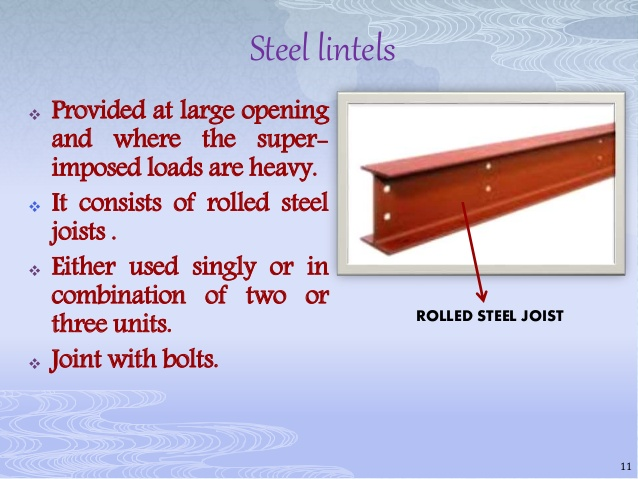 Steel lintels
Provided at large opening
and where the super-
imposed loads are heavy.
It consists of rolled steel
joists .
Either used singly or in
combination of two or
three units.
Joint with bolts.
ROLLED STEEL JOIST
11